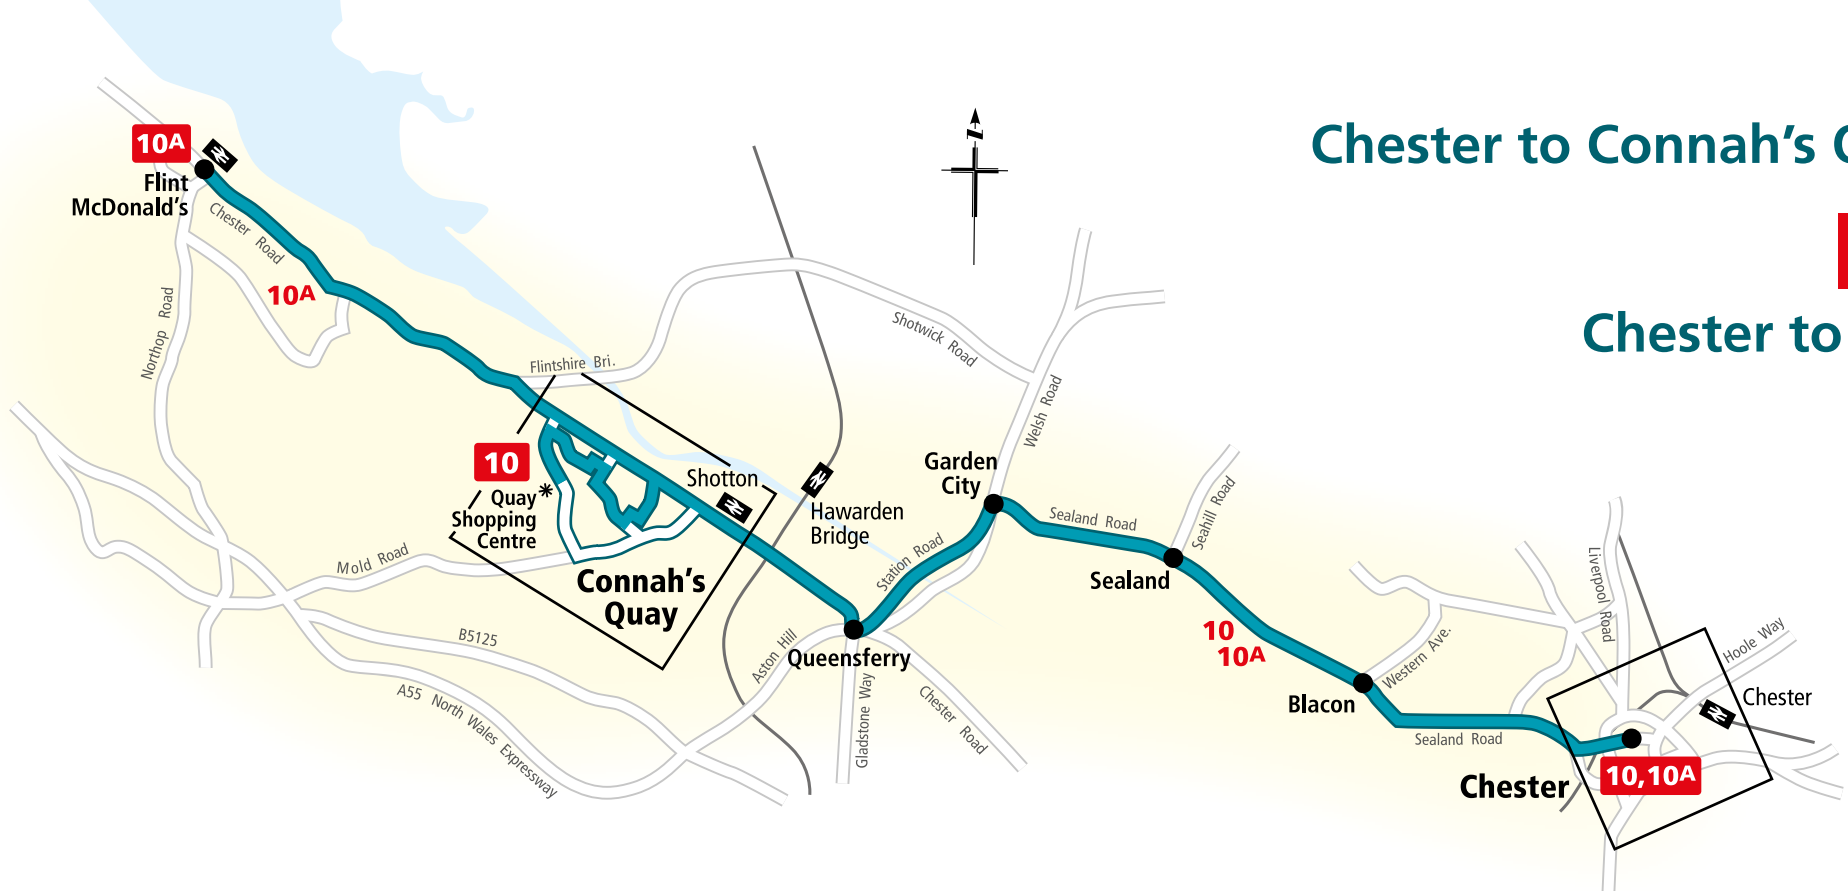 Chester to Connah's
Chester to
10A
Flint
McDonald's
Chester Road
10A
Northop Road
Flintshire Bri.
Shotwick Road
Welsh Road
10
Quay
Shopping
Centre
Shotton
Hawarden
Bridge
Garden
City
Sealand Road
Seahill Road
Station Road
Sealand
Mold Road
Connah's
Quay
B5125
A55 North Wales Expressway
Aston Hill
Queensferry
Gladstone Way
Chester Road
10
10A
Blacon
Western Ave.
Sealand Road
Liverpool Road
Hoole Way
Chester
Chester
10,10A